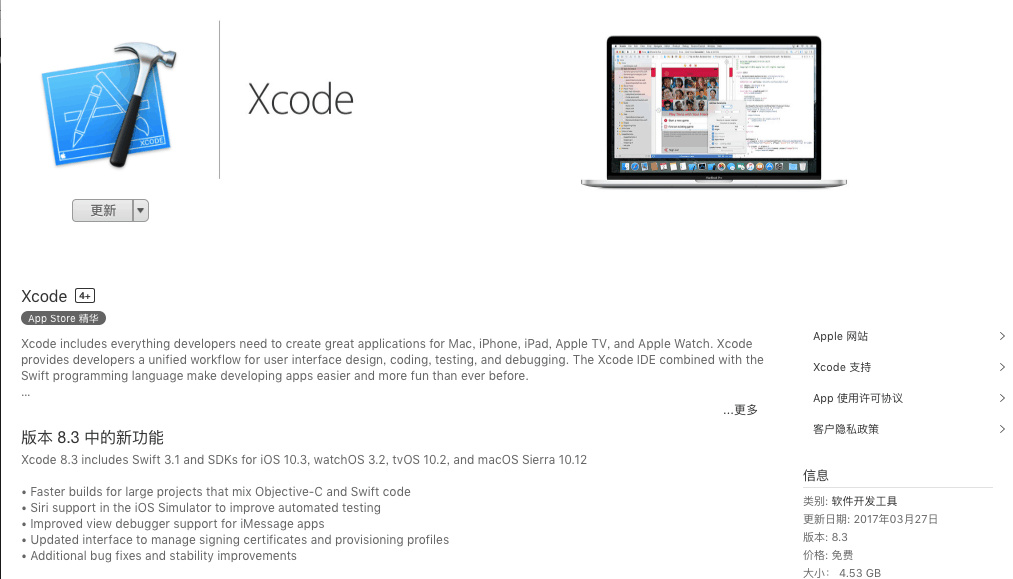 XCODE
Xcode
更新
Xcode 4+
App Store 精华
Xcode includes everything developers need to create great applications for Mac, iPhone, iPad, Apple TV, and Apple Watch. Xcode
provides developers a unified workflow for user interface design, coding, testing, and debugging. The Xcode IDE combined with the
Swift programming language make developing apps easier and more fun than ever before.
...
...更多
版本 8.3 中的新功能
Xcode 8.3 includes Swift 3.1 and SDKs for iOS 10.3, watchOS 3.2, tvOS 10.2, and macOS Sierra 10.12
• Faster builds for large projects that mix Objective-C and Swift code
• Siri support in the iOS Simulator to improve automated testing
• Improved view debugger support for iMessage apps
• Updated interface to manage signing certificates and provisioning profiles
• Additional bug fixes and stability improvements
Apple 网站
Xcode 支持
App 使用许可协议
客户隐私政策
信息
类别: 软件开发工具
更新日期: 2017年03月27日
版本: 8.3
价格: 免费
大小: 4.53 GB